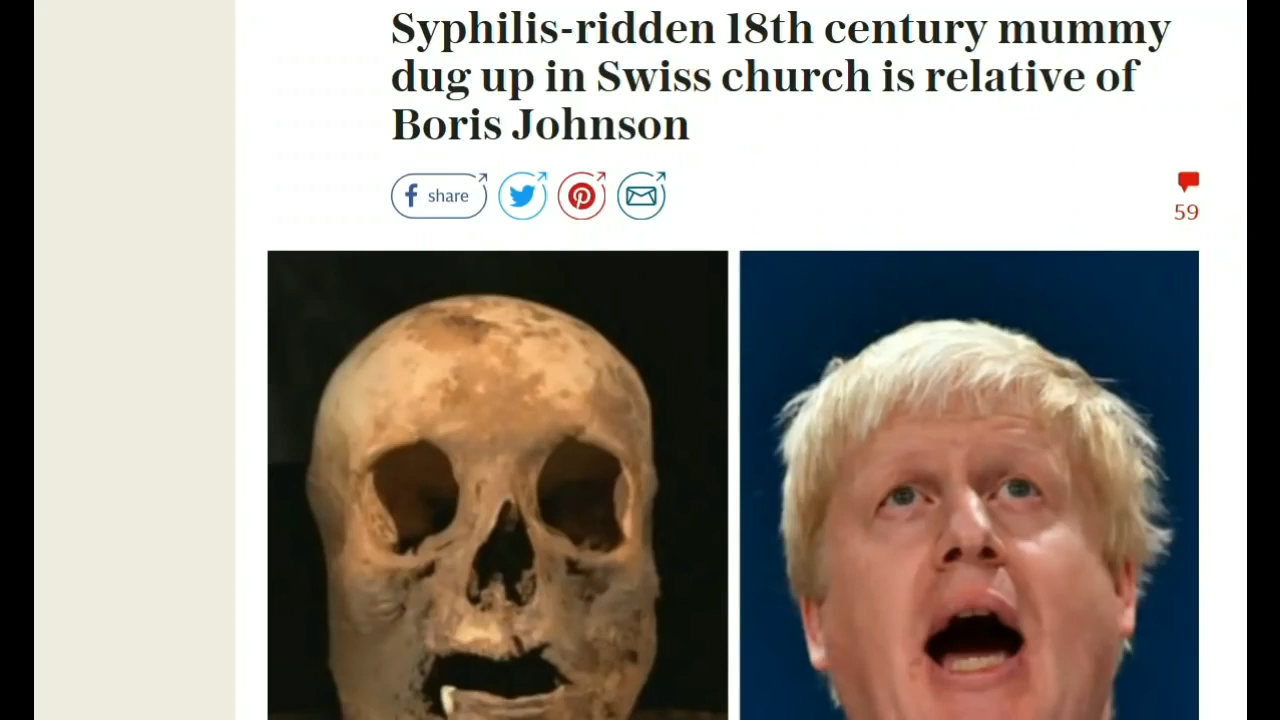 Syphilis-ridden 18th century mummy
dug up in Swiss church is relative of
Boris Johnson
share
59